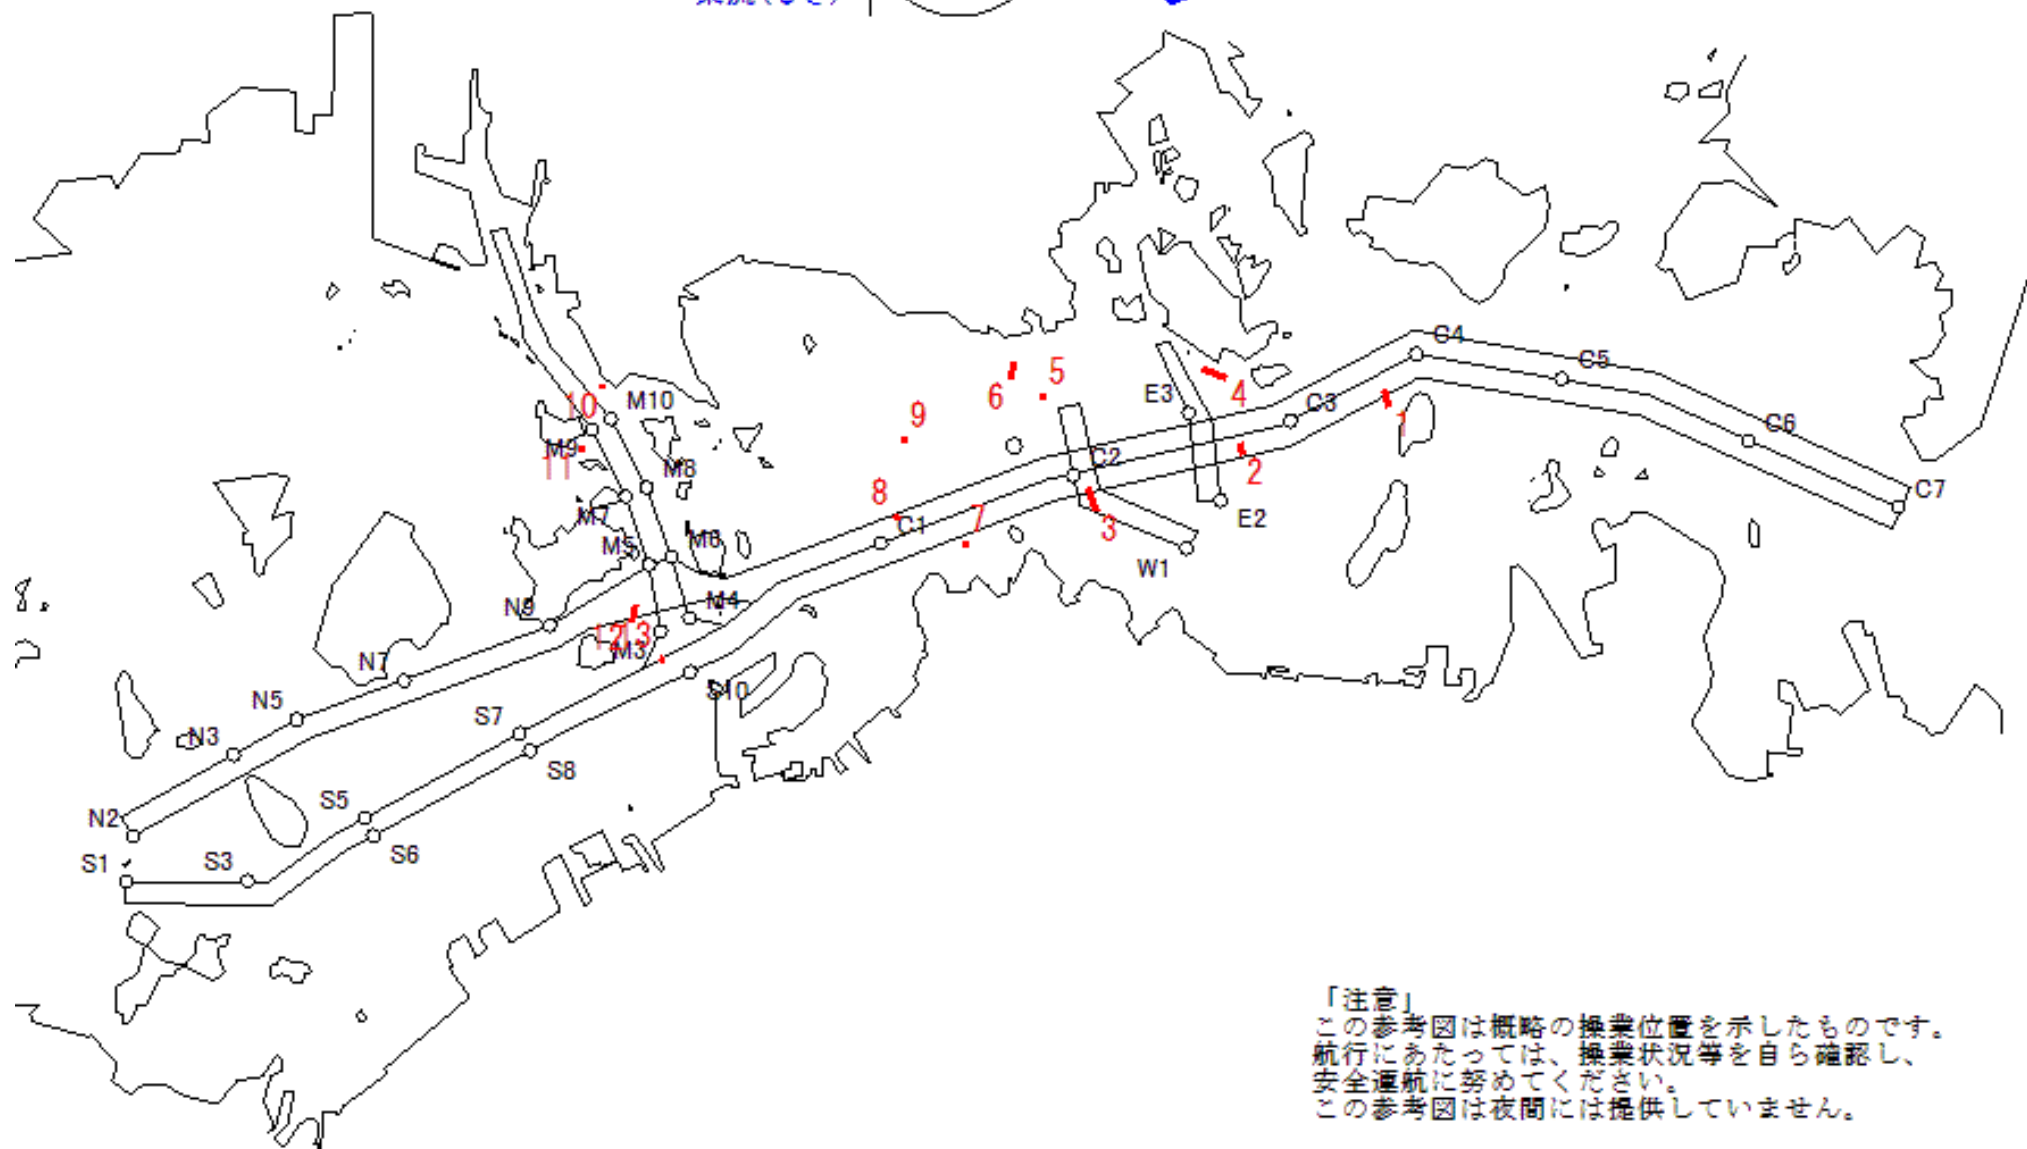 C4
C5
C3
C6
C7
C2
C1
E3
E2
W1
M10
M9
M8
M7
M6
M5
M4
M3
N9
N7
N5
N3
N2
S1
S3
S5
S6
S7
S8
S10
1
2
3
4
5
6
7
8
9
10
11
12
13
「注意」
この参考図は概略の操業位置を示したものです。
航行にあたっては、操業状況等を自ら確認し、
安全運航に努めてください。
この参考図は夜間には提供していません。